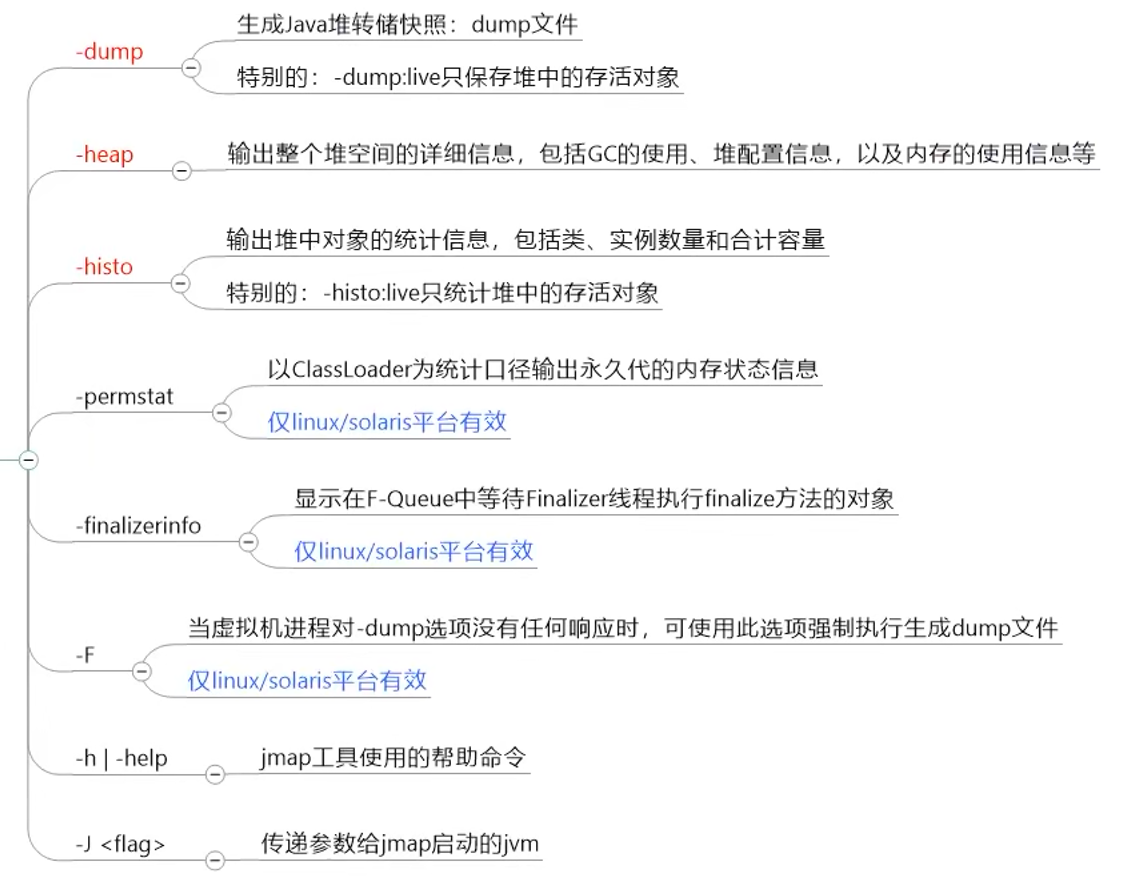 -dump
生成Java堆转储快照：dump文件
特别的：-dump:live只保存堆中的存活对象
-heap
输出整个堆空间的详细信息，包括GC的使用、堆配置信息，以及内存的使用信息等
-histo
输出堆中对象的统计信息，包括类、实例数量和合计容量
特别的：-histo:live只统计堆中的存活对象
-permstat
以ClassLoader为统计口径输出永久代的内存状态信息
仅linux/solaris平台有效
-finalizerinfo
显示在F-Queue中等待Finalizer线程执行finalize方法的对象
仅linux/solaris平台有效
-F
当虚拟机进程对-dump选项没有任何响应时，可使用此选项强制执行生成dump文件
仅linux/solaris平台有效
-h | -help
jmap工具使用的帮助命令
-J <flag>
传递参数给jmap启动的jvm